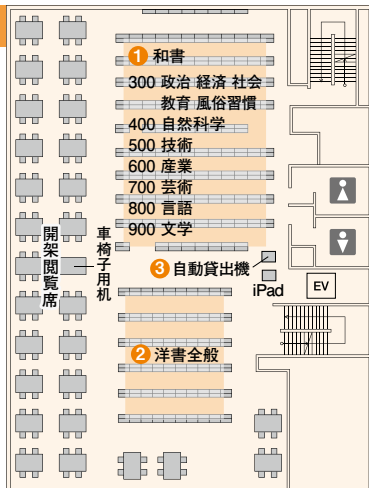 1 和書
300 政治 経済 社会
教育 風俗習慣
400 自然科学
500 技術
600 産業
700 芸術
800 言語
900 文学
開架閲覧席
車椅子用机
3 自動貸出機
iPad
EV
2 洋書全般